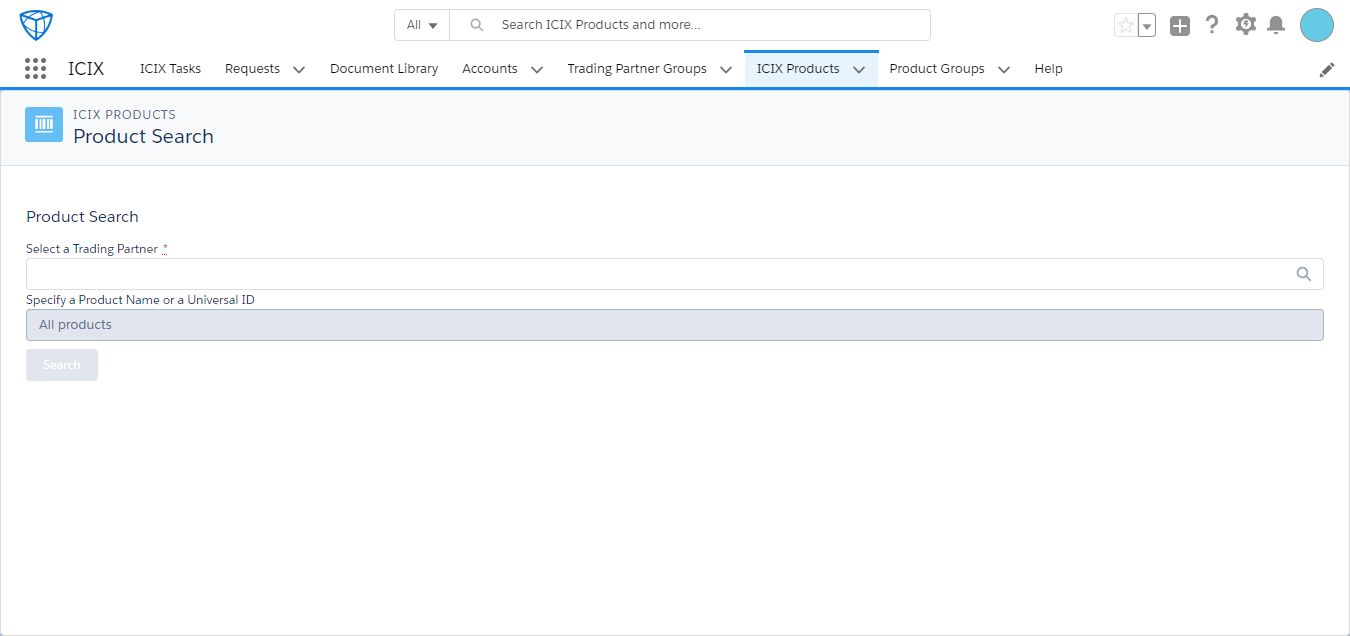 All
Search ICIX Products and more...
ICIX
ICIX Tasks
Requests
Document Library
Accounts
Trading Partner Groups
ICIX Products
Product Groups
Help
ICIX PRODUCTS
Product Search
Product Search
Select a Trading Partner *
Specify a Product Name or a Universal ID
All products
Search